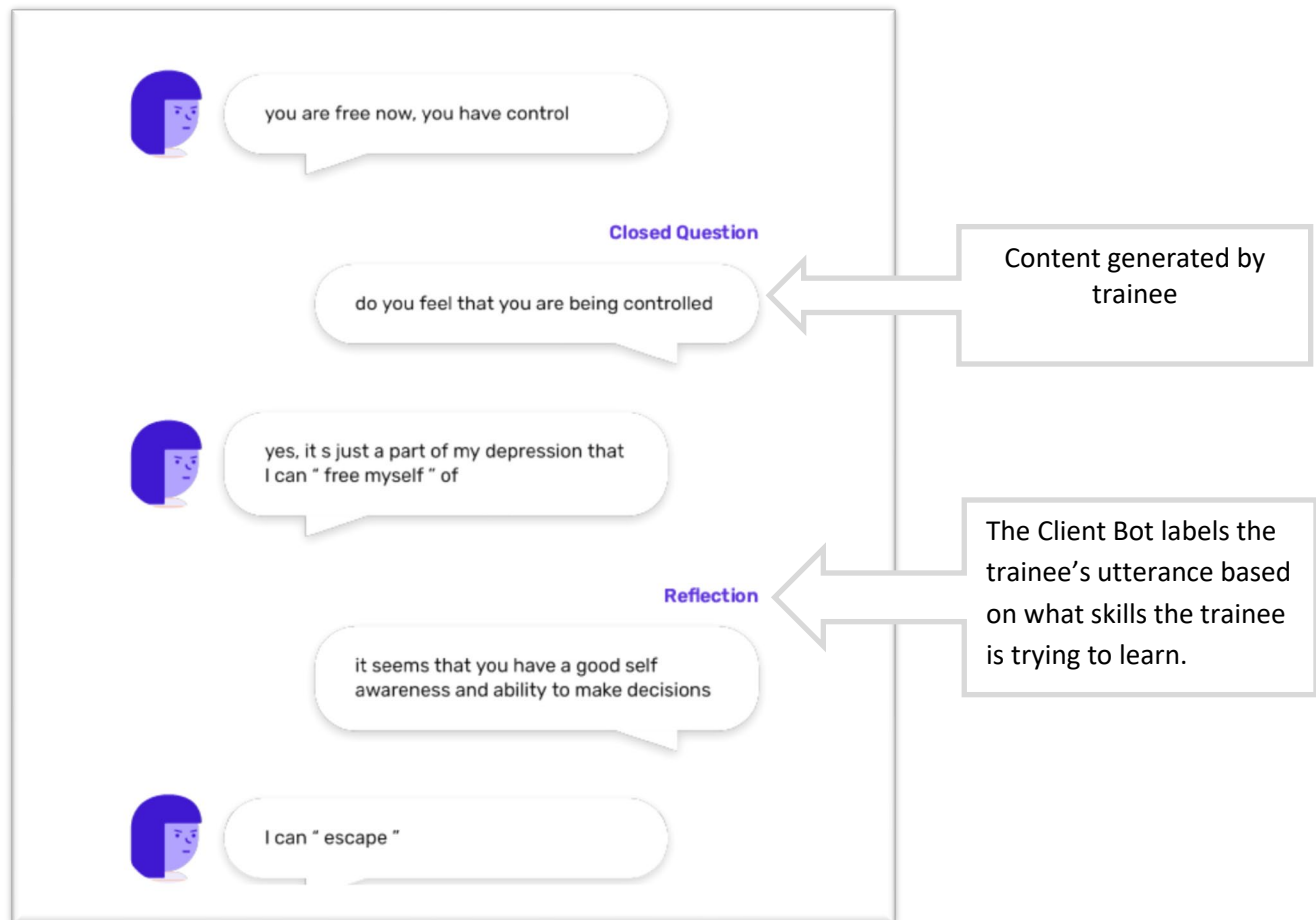 you are free now, you have control
Closed Question
do you feel that you are being controlled
Content generated by
trainee
yes, it s just a part of my depression that
I can “ free myself ” of
Reflection
it seems that you have a good self
awareness and ability to make decisions
The Client Bot labels the
trainee’s utterance based
on what skills the trainee
is trying to learn.
I can “ escape ”